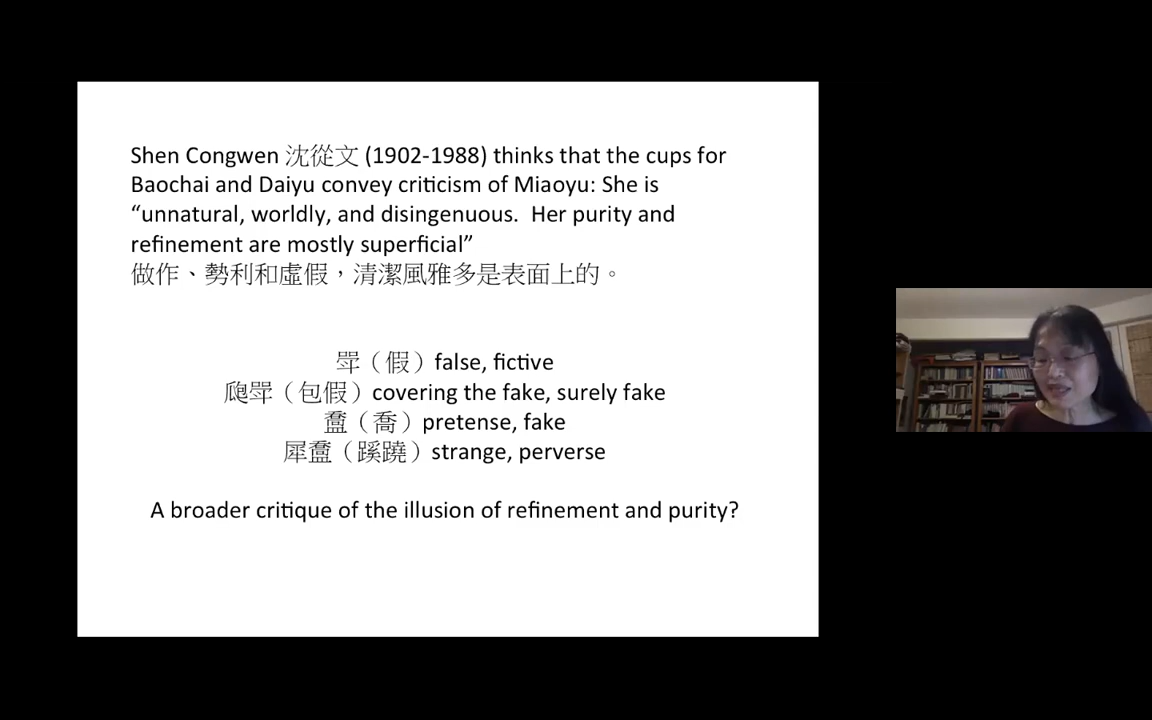 Shen Congwen 沈從文 (1902-1988) thinks that the cups for
Baochai and Daiyu convey criticism of Miaoyu: She is
“unnatural, worldly, and disingenuous.  Her purity and
refinement are mostly superficial”
做作、勢利和虛假，清潔風雅多是表面上的。
斝（假）false, fictive
瓟斝（包假）covering the fake, surely fake
𥁐（喬）pretense, fake
犀𥁐（蹊蹺）strange, perverse
A broader critique of the illusion of refinement and purity?